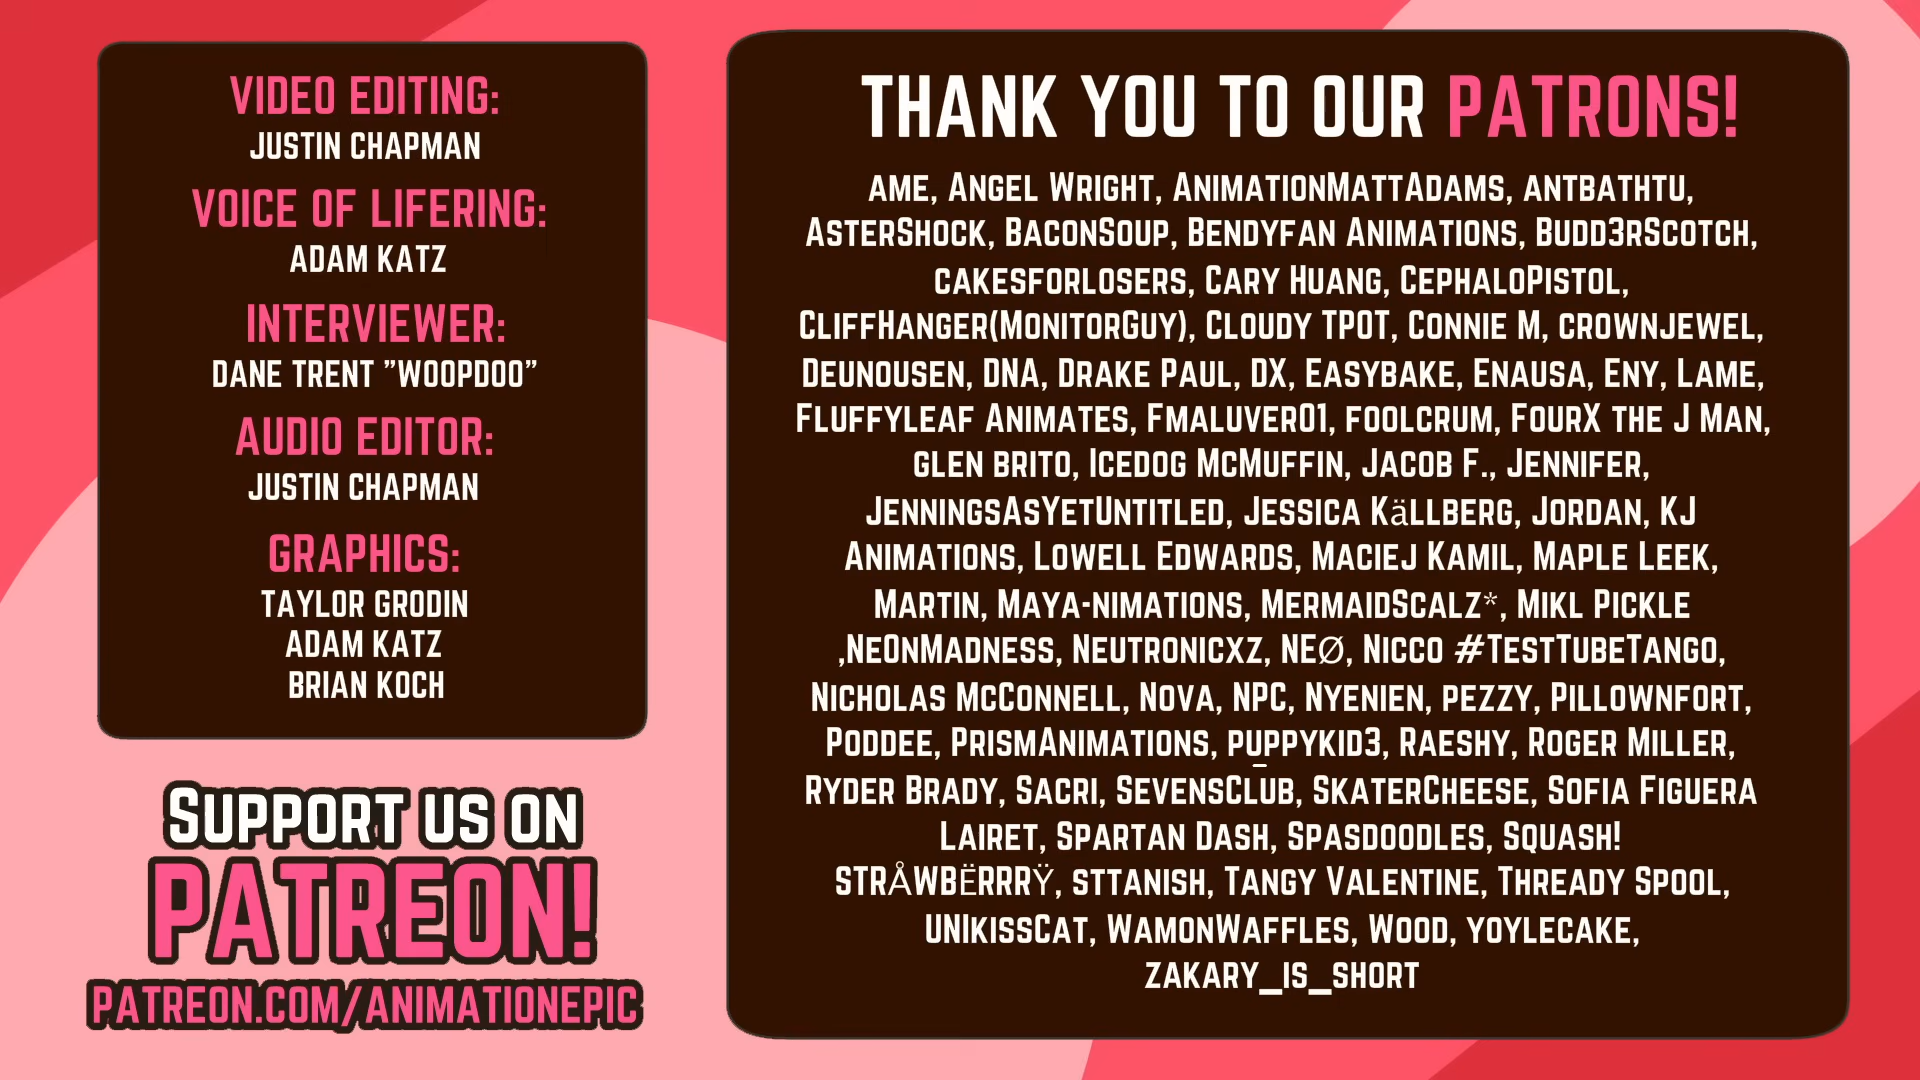 VIDEO EDITING:
JUSTIN CHAPMAN
VOICE OF LIFERING:
ADAM KATZ
INTERVIEWER:
DANE TRENT "WOOPDOO"
AUDIO EDITOR:
JUSTIN CHAPMAN
GRAPHICS:
TAYLOR GRODIN
ADAM KATZ
BRIAN KOCH
SUPPORT US ON
PATREON!
PATREON.COM/ANIMATIONEPIC
THANK YOU TO OUR PATRONS!
AME, ANGEL WRIGHT, ANIMATIONMATTADAMS, ANTBATHTU,
ASTERSHOCK, BACONSOUP, BENDYFAN ANIMATIONS, BUDD3RSCOTCH,
CAKESFORLOSERS, CARY HUANG, CEPHALOPISTOL,
CLIFFHANGER(MONITORGUY), CLOUDY TPOT, CONNIE M, CROWNJEWEL,
DEUNOUSEN, DNA, DRAKE PAUL, DX, EASYBAKE, ENAUSA, ENY, LAME,
FLUFFYLEAF ANIMATES, FMALUVER01, FOOLCRUM, FOURX THE J MAN,
GLEN BRITO, ICEDOG MCMUFFIN, JACOB F., JENNIFER,
JENNINGSASYETUNTITLED, JESSICA KäLLBERG, JORDAN, KJ
ANIMATIONS, LOWELL EDWARDS, MACIEJ KAMIL, MAPLE LEEK,
MARTIN, MAYA-NIMATIONS, MERMAIDSCALZ*, MIKL PICKLE
,NE0NMADNESS, NEUTRONICXZ, NEØ, NICCO #TESTTUBETANGO,
NICHOLAS MCCONNELL, NOVA, NPC, NYENIEN, PEZZY, PILLOWNFORT,
PODDEE, PRISMANIMATIONS, PUPPYKID3, RAESHY, ROGER MILLER,
RYDER BRADY, SACRI, SEVENSCLUB, SKATERCHEESE, SOFIA FIGUERA
LAIRET, SPARTAN DASH, SPASDOODLES, SQUASH!
STRÅWBËRRRŸ, STTANISH, TANGY VALENTINE, THREADY SPOOL,
UNIKISSCAT, WAMONWAFFLES, WOOD, YOYLECAKE,
ZAKARY_IS_SHORT